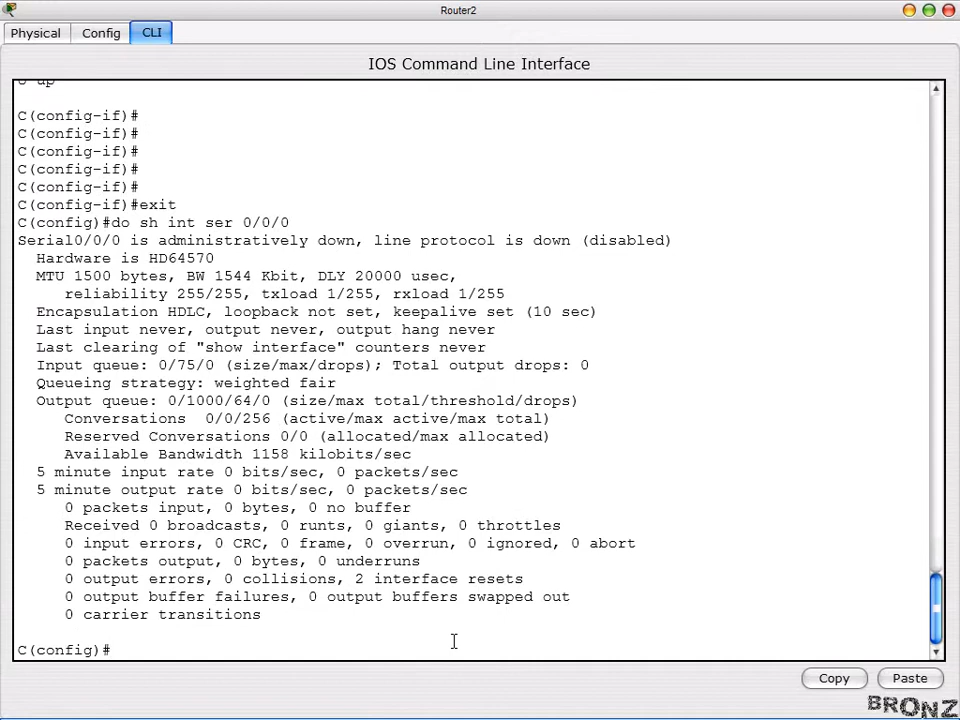 Router2
Physical
Config
CLI
IOS Command Line Interface
C(config-if)#
C(config-if)#
C(config-if)#
C(config-if)#
C(config-if)#
C(config-if)#exit
C(config)#do sh int ser 0/0/0
Serial0/0/0 is administratively down, line protocol is down (disabled)
Hardware is HD64570
MTU 1500 bytes, BW 1544 Kbit, DLY 20000 usec,
reliability 255/255, txload 1/255, rxload 1/255
Encapsulation HDLC, loopback not set, keepalive set (10 sec)
Last input never, output never, output hang never
Last clearing of "show interface" counters never
Input queue: 0/75/0 (size/max/drops); Total output drops: 0
Queueing strategy: weighted fair
Output queue: 0/1000/64/0 (size/max total/threshold/drops)
Conversations  0/0/256 (active/max active/max total)
Reserved Conversations 0/0 (allocated/max allocated)
Available Bandwidth 1158 kilobits/sec
5 minute input rate 0 bits/sec, 0 packets/sec
5 minute output rate 0 bits/sec, 0 packets/sec
0 packets input, 0 bytes, 0 no buffer
Received 0 broadcasts, 0 runts, 0 giants, 0 throttles
0 input errors, 0 CRC, 0 frame, 0 overrun, 0 ignored, 0 abort
0 packets output, 0 bytes, 0 underruns
0 output errors, 0 collisions, 2 interface resets
0 output buffer failures, 0 output buffers swapped out
0 carrier transitions
C(config)#
Copy
Paste
BRONZ